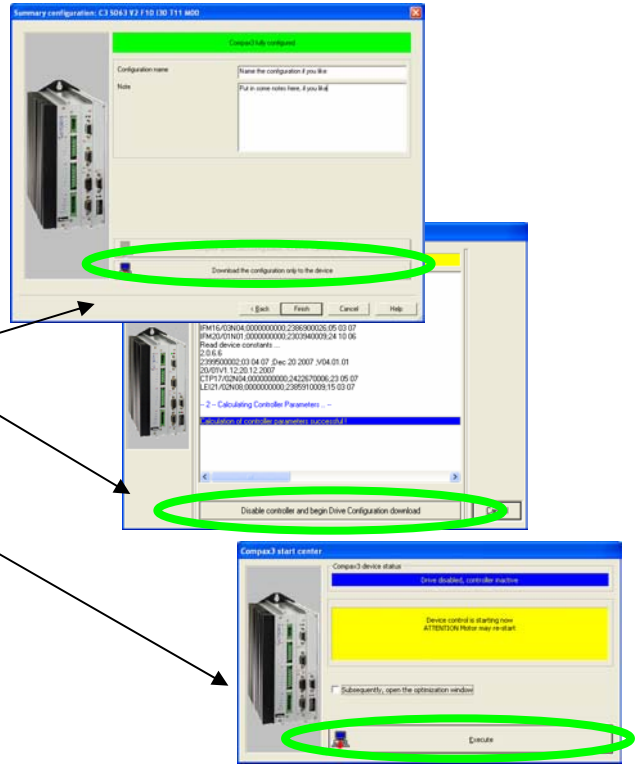 Summary configuration: C3 S063 V2 F10 I30 T11 M00
Compax3 fully configured
Configuration name
Name the configuration if you like
Note
Put in some notes here, if you like
Download the configuration only to the device
< Back
Finish
Cancel
Help
IFM16/03N04;0000000000;2386900026;05 03 07
IFM20/01N01;0000000000;2303940009;24 10 06
Read device constants ...
2.0.6.6
2399500002;03 04 07 ;Dec 20 2007 ;V04.01.01
20/01V1.12;20.12.2007
CTP17/02N04;0000000000;2422670006;23 05 07
LEI21/02N08;0000000000;2385910009;15 03 07
-- 2 -- Calculating Controller Parameters ... --
Calculation of controller parameters successful !
Disable controller and begin Drive Configuration download
Compax3 start center
Compax3 device status
Drive disabled, controller inactive
Device control is starting now
ATTENTION Motor may re-start
Subsequently, open the optimization window
Execute